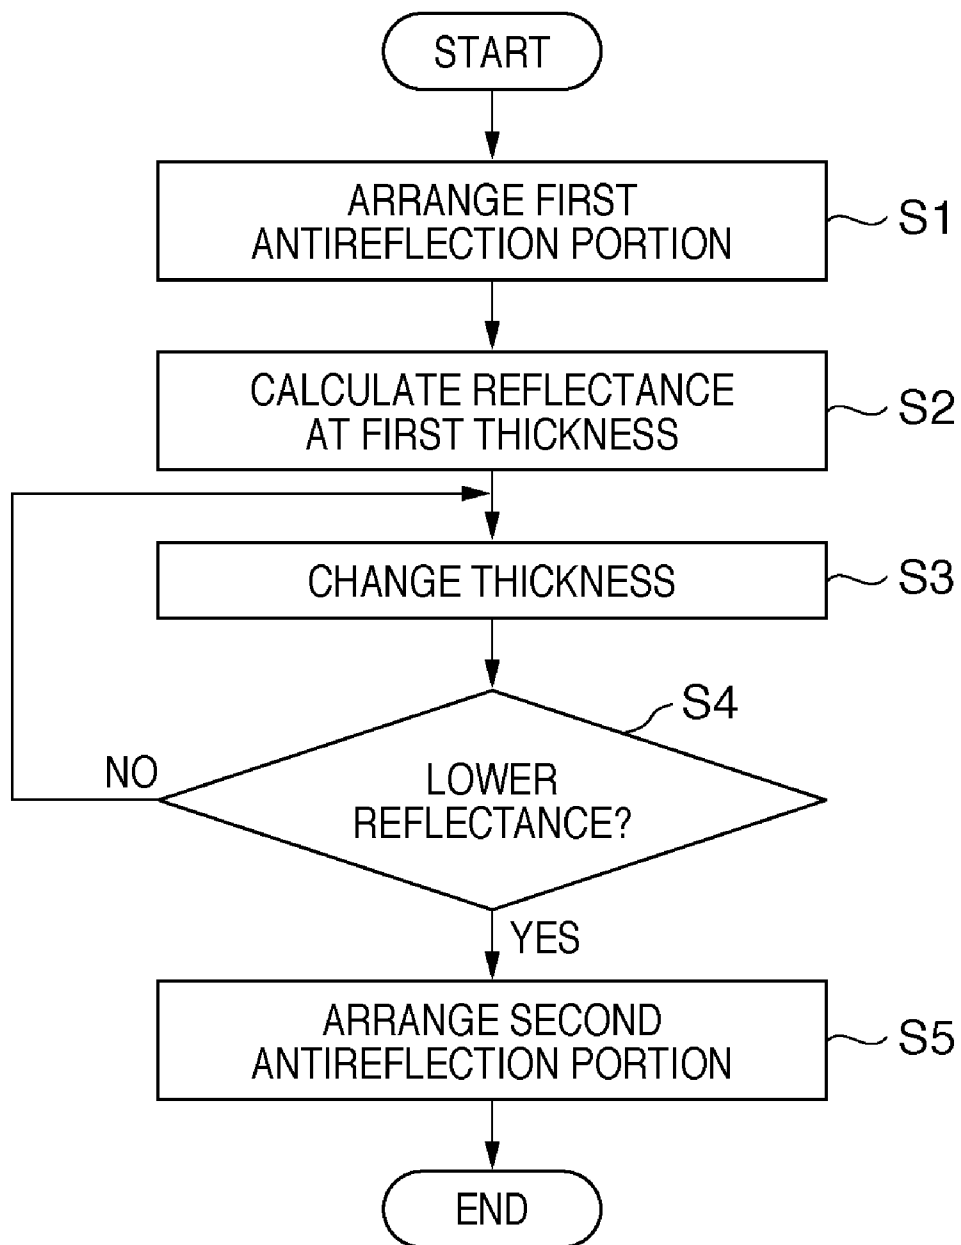 START
ARRANGE FIRST
ANTIREFLECTION PORTION
S1
CALCULATE REFLECTANCE
AT FIRST THICKNESS
S2
CHANGE THICKNESS
S3
S4
LOWER
REFLECTANCE?
NO
YES
ARRANGE SECOND
ANTIREFLECTION PORTION
S5
END